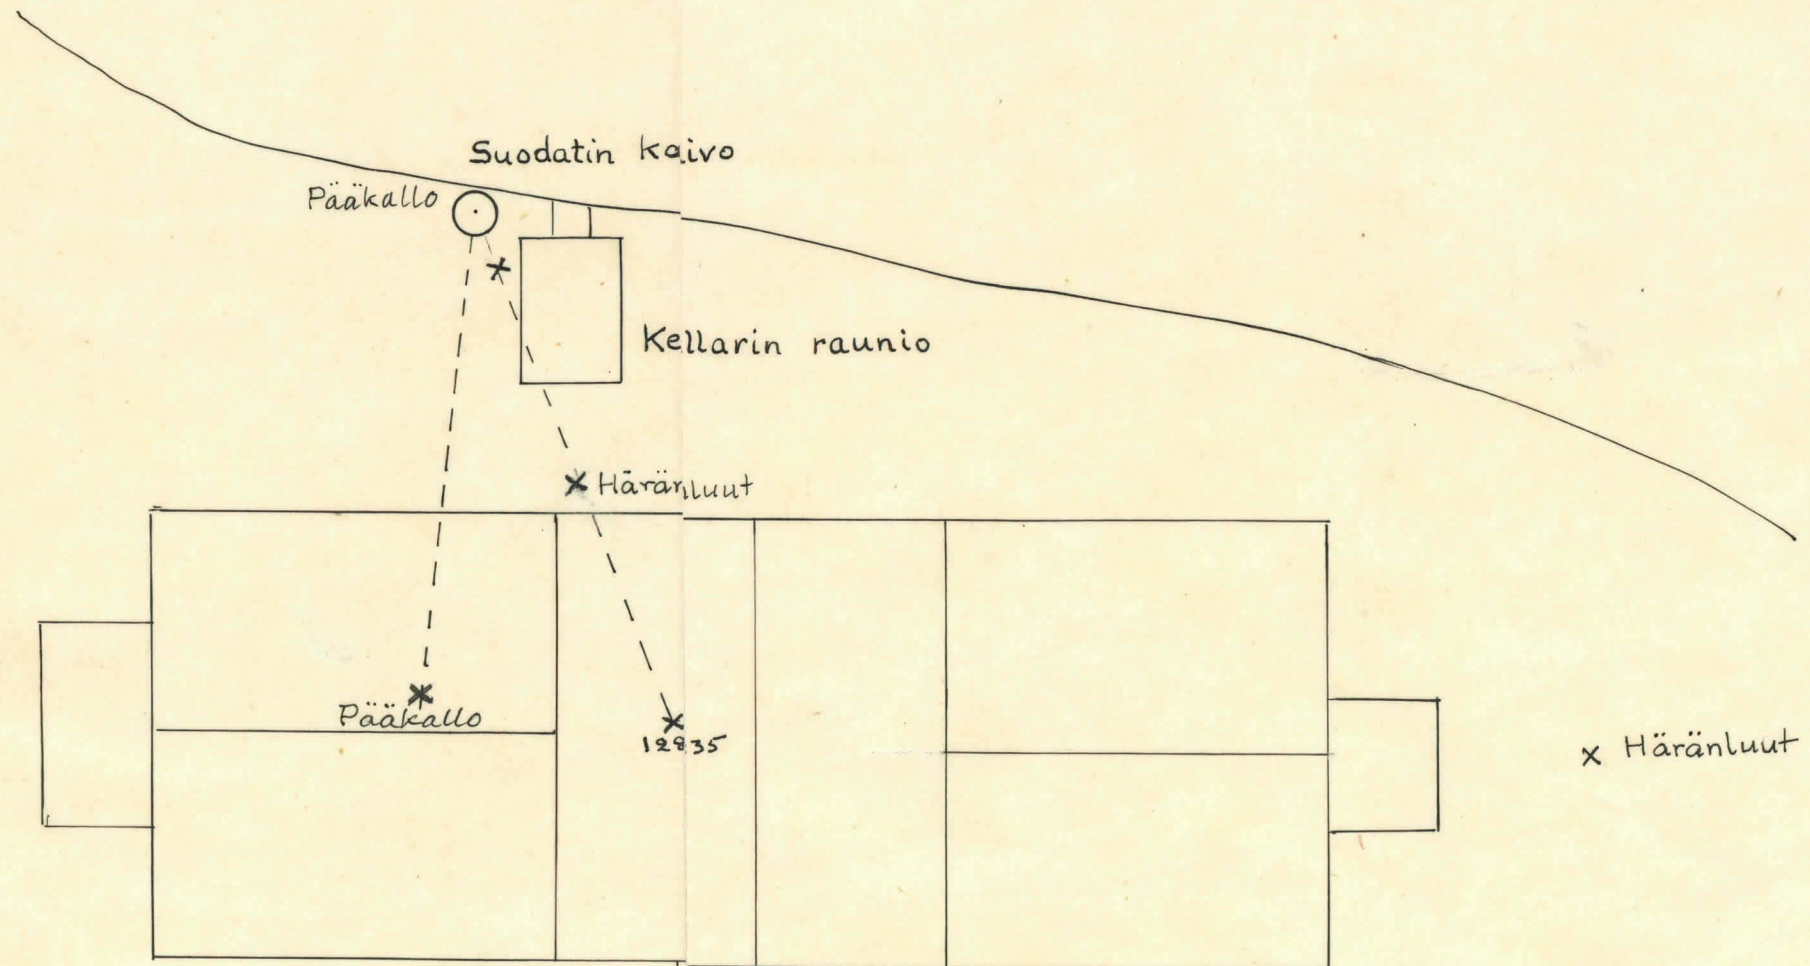 Suodatin kaivo
Pääkallo
Kellarin raunio
Häränluut
Pääkallo
12835
Häränluut